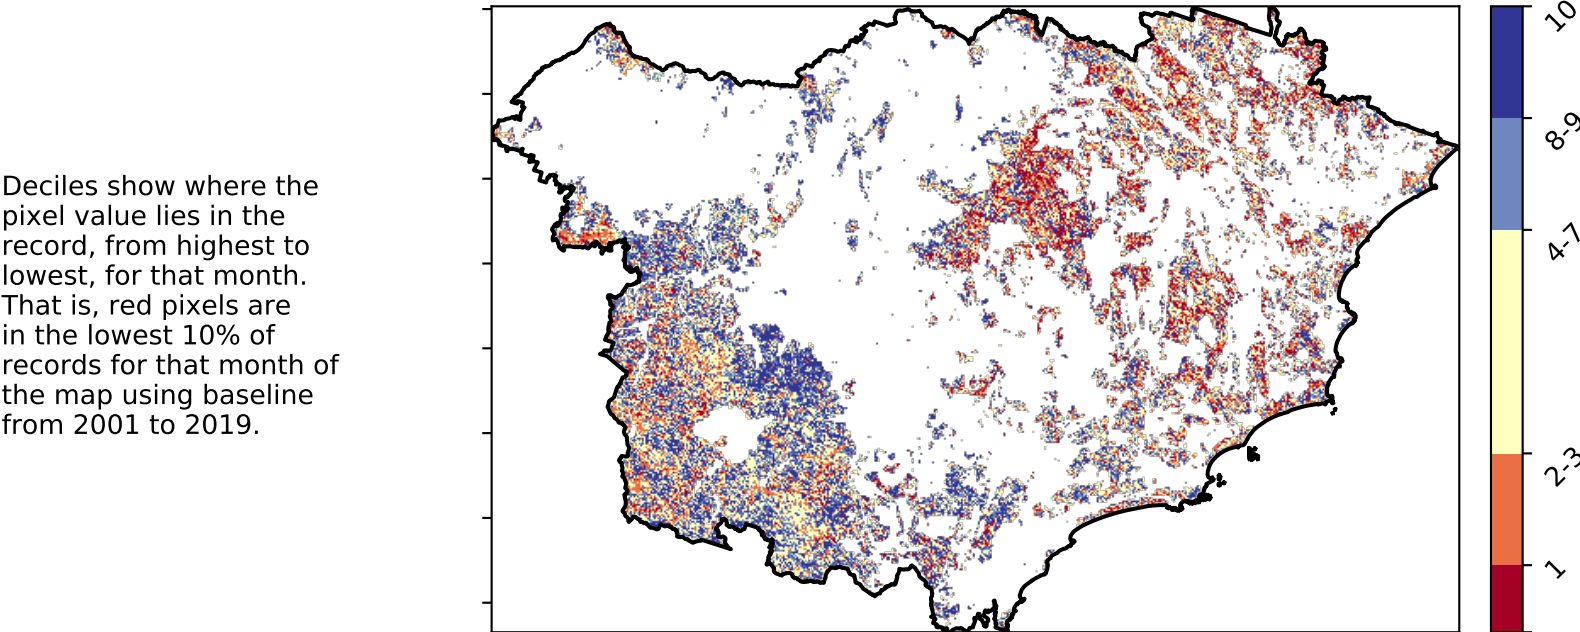 Deciles show where the
pixel value lies in the
record, from highest to
lowest, for that month.
That is, red pixels are
in the lowest 10% of
records for that month of
the map using baseline
from 2001 to 2019.
10
8-9
4-7
2-3
1